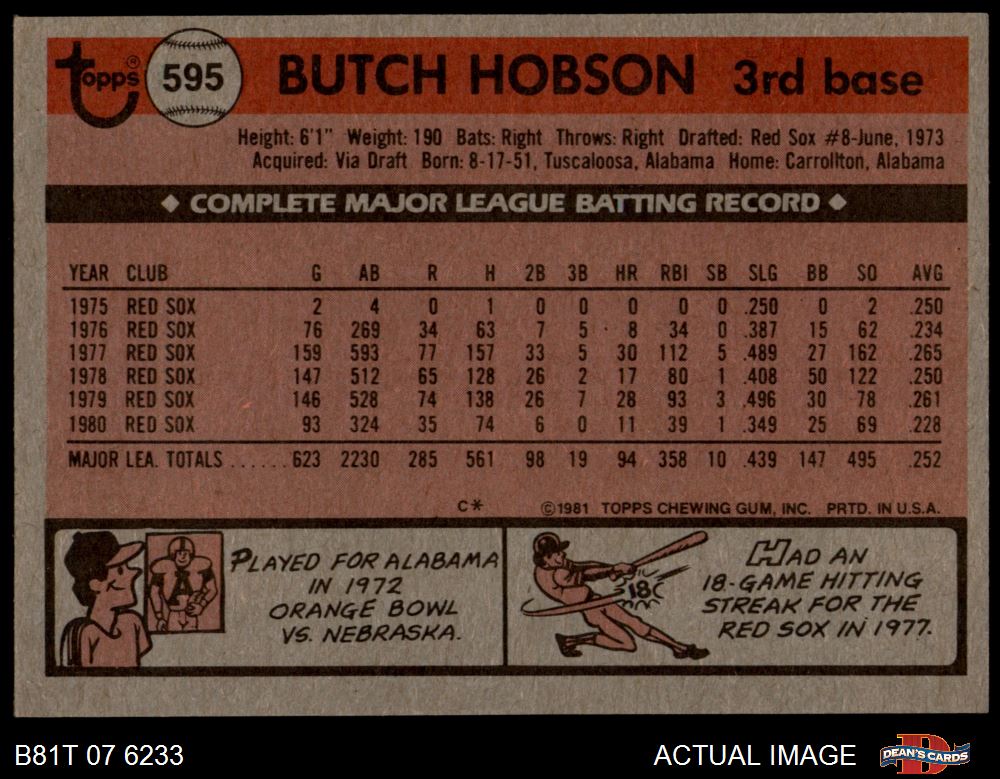 Topps® 595 BUTCH HOBSON 3rd base
Height: 6'1" Weight: 190 Bats: Right Throws: Right Drafted: Red Sox #8-June, 1973
Acquired: Via Draft Born: 8-17-51, Tuscaloosa, Alabama Home: Carrollton, Alabama
◆ COMPLETE MAJOR LEAGUE BATTING RECORD ◆
YEAR CLUB G AB R H 2B 3B HR RBI SB SLG BB SO AVG
1975 RED SOX 2 4 0 1 0 0 0 0 0 .250 0 2 .250
1976 RED SOX 76 269 34 63 7 5 8 34 0 .387 15 62 .234
1977 RED SOX 159 593 77 157 33 5 30 112 5 .489 27 162 .265
1978 RED SOX 147 512 65 128 26 2 17 80 1 .408 50 122 .250
1979 RED SOX 146 528 74 138 26 7 28 93 3 .496 30 78 .261
1980 RED SOX 93 324 35 74 6 0 11 39 1 .349 25 69 .228
MAJOR LEA. TOTALS ...... 623 2230 285 561 98 19 94 358 10 .439 147 495 .252
C* ©1981 TOPPS CHEWING GUM, INC. PRTD. IN U.S.A.
A
PLAYED FOR ALABAMA
IN 1972
ORANGE BOWL
VS. NEBRASKA.
18
HAD AN
18-GAME HITTING
STREAK FOR THE
RED SOX IN 1977.
B81T 07 6233 ACTUAL IMAGE DEAN'S CARDS